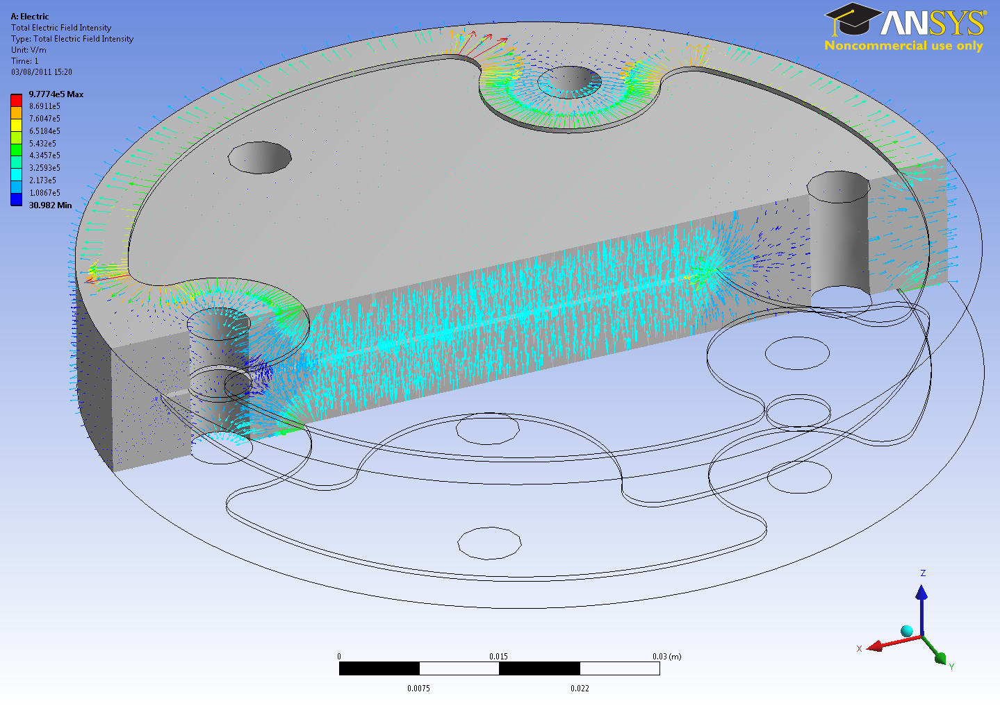 A: Electric
Total Electric Field Intensity
Type: Total Electric Field Intensity
Unit: V/m
Time: 1
03/08/2011 15:20
9.7774e5 Max
8.6911e5
7.6047e5
6.5184e5
5.432e5
4.3457e5
3.2593e5
2.173e5
1.0867e5
30.982 Min
ANSYS®
Noncommercial use only
Z
X
Y
0 0.015 0.03 (m)
0.0075 0.022